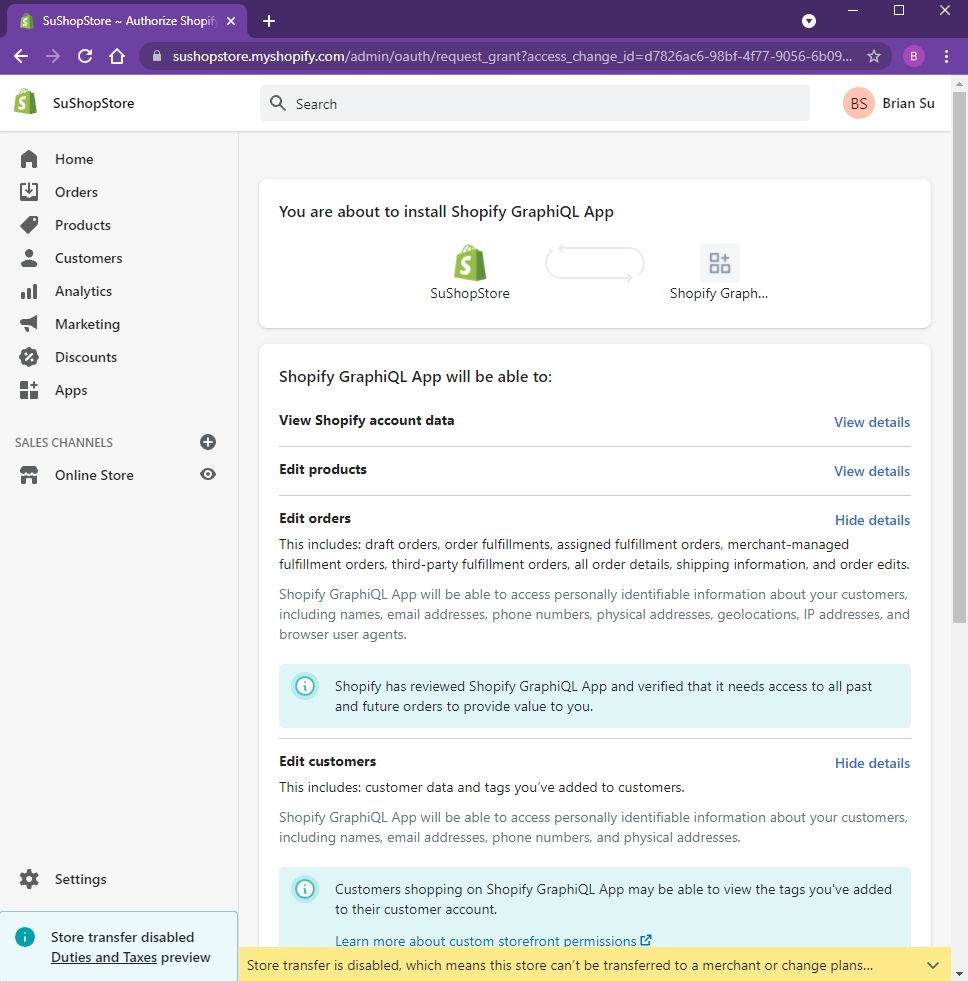 SuShopStore ~ Authorize Shopify
sushopstore.myshopify.com/admin/oauth/request_grant?access_change_id=d7826ac6-98bf-4f77-9056-6b09...
B
SuShopStore
Search
BS
Brian Su
Home
Orders
Products
Customers
Analytics
Marketing
Discounts
Apps
SALES CHANNELS
Online Store
Settings
Store transfer disabled
Duties and Taxes preview
You are about to install Shopify GraphiQL App
SuShopStore
Shopify Graph...
Shopify GraphiQL App will be able to:
View Shopify account data
View details
Edit products
View details
Edit orders
Hide details
This includes: draft orders, order fulfillments, assigned fulfillment orders, merchant-managed
fulfillment orders, third-party fulfillment orders, all order details, shipping information, and order edits.
Shopify GraphiQL App will be able to access personally identifiable information about your customers,
including names, email addresses, phone numbers, physical addresses, geolocations, IP addresses, and
browser user agents.
Shopify has reviewed Shopify GraphiQL App and verified that it needs access to all past
and future orders to provide value to you.
Edit customers
Hide details
This includes: customer data and tags you’ve added to customers.
Shopify GraphiQL App will be able to access personally identifiable information about your customers,
including names, email addresses, phone numbers, and physical addresses.
Customers shopping on Shopify GraphiQL App may be able to view the tags you've added
to their customer account.
Learn more about custom storefront permissions
Store transfer is disabled, which means this store can’t be transferred to a merchant or change plans...